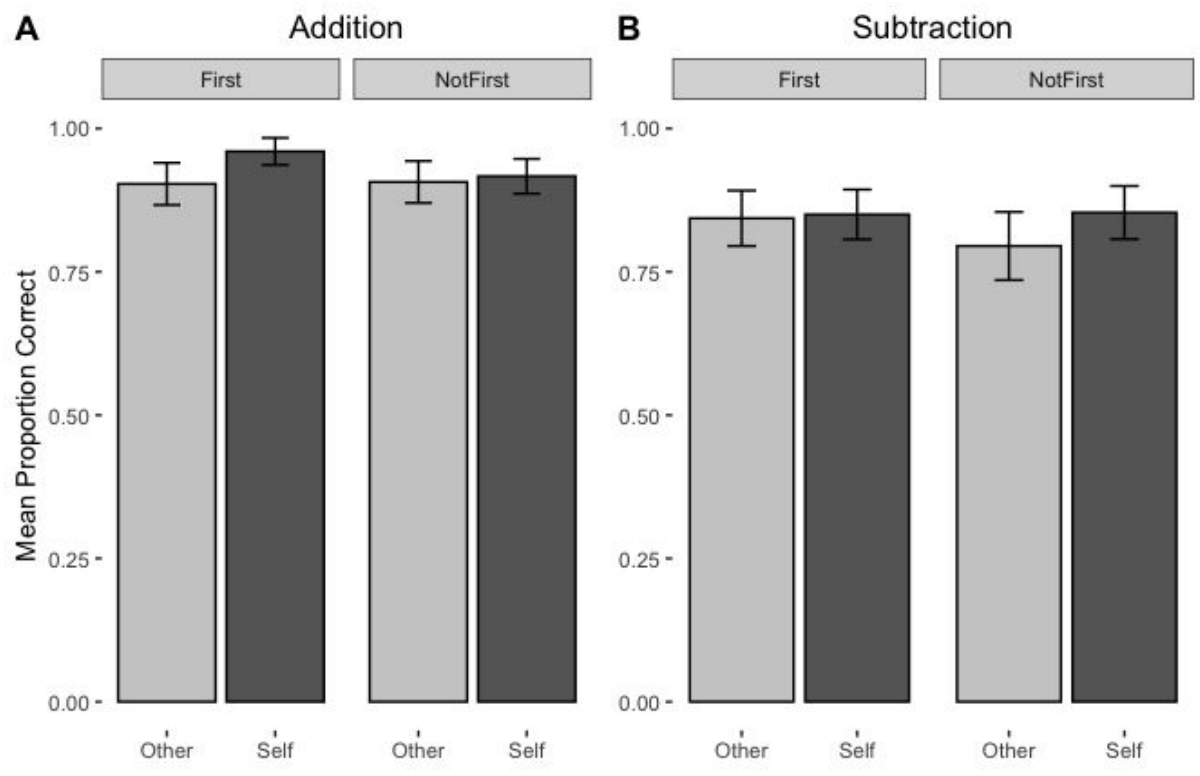 A
Addition
First
NotFirst
1.00
0.75
0.50
0.25
0.00
Mean Proportion Correct
Other
Self
Other
Self
B
Subtraction
First
NotFirst
1.00
0.75
0.50
0.25
0.00
Other
Self
Other
Self